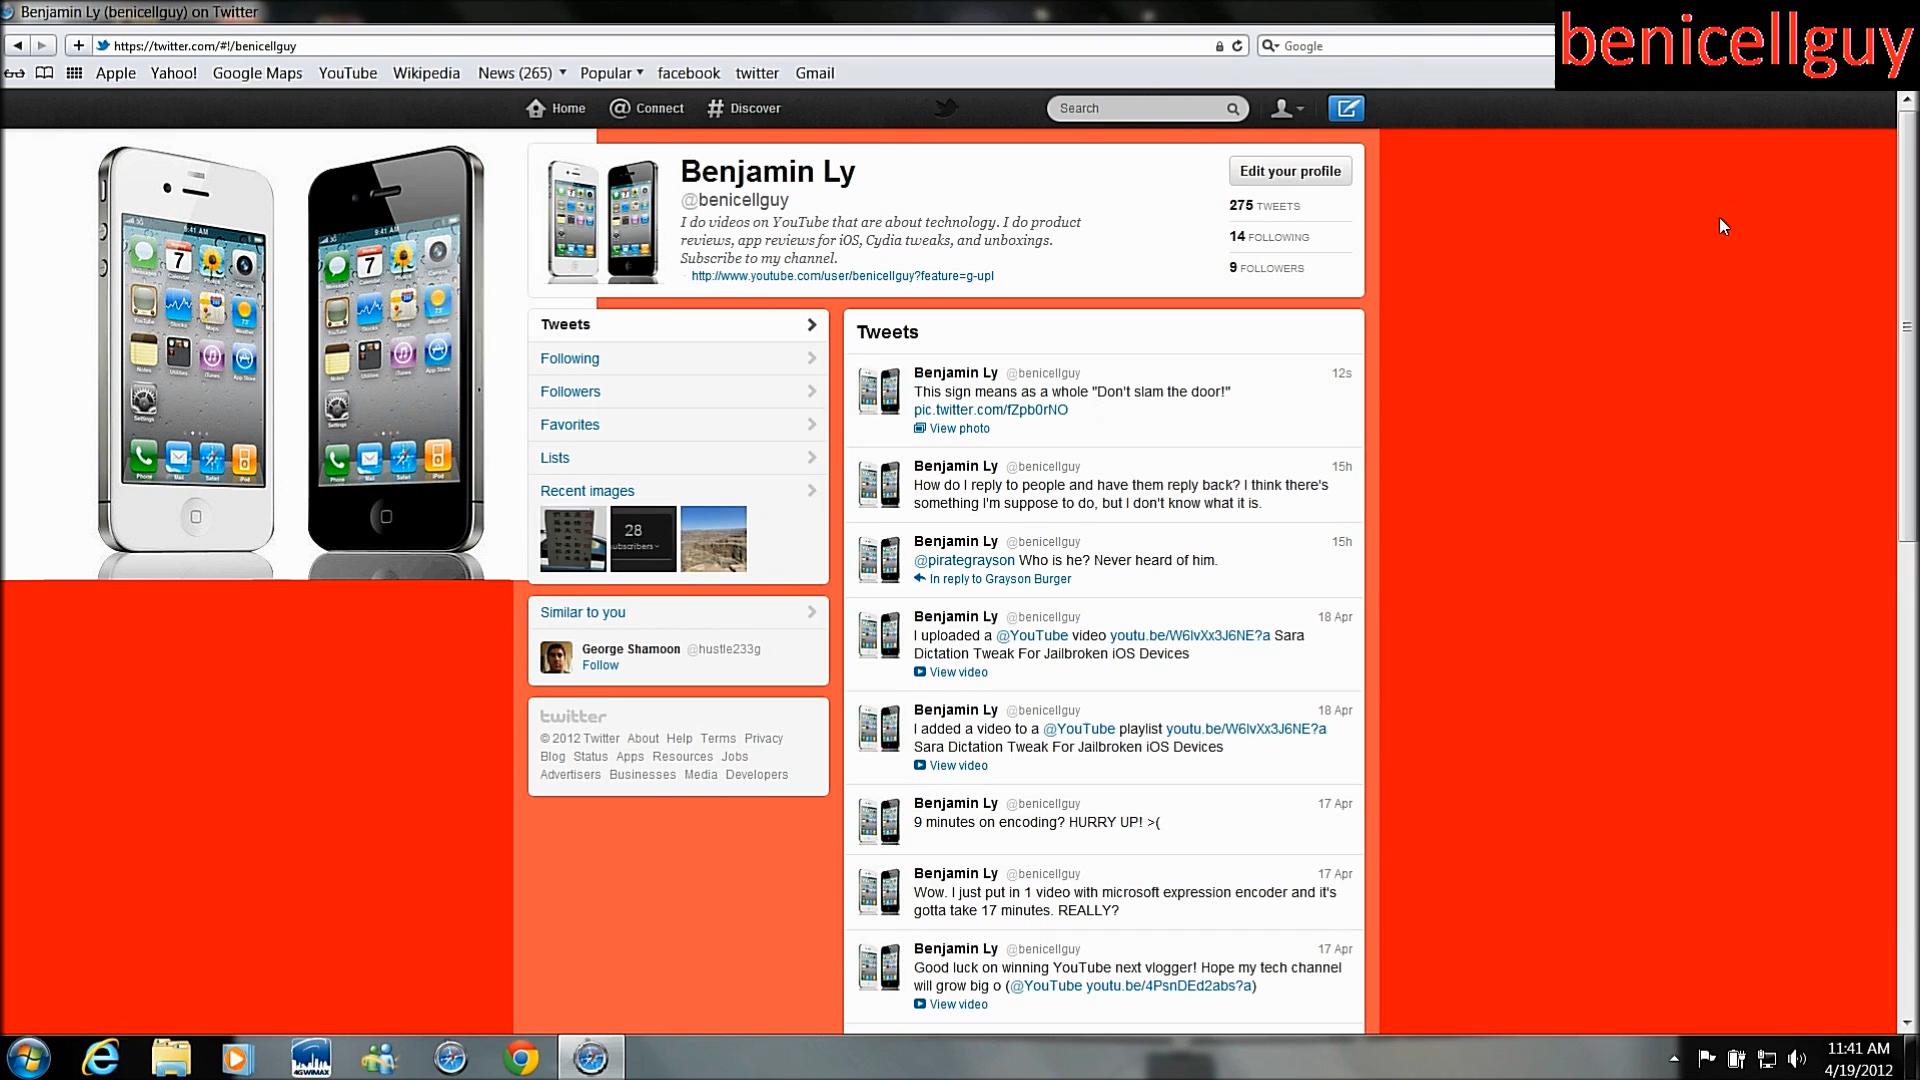 Benjamin Ly (benicellguy) on Twitter
benicellguy
https://twitter.com/#!/benicellguy
Google
Apple Yahoo! Google Maps YouTube Wikipedia News (265) Popular facebook twitter Gmail
Home Connect Discover
Search
Benjamin Ly
@benicellguy
I do videos on YouTube that are about technology. I do product
reviews, app reviews for iOS, Cydia tweaks, and unboxings.
Subscribe to my channel.
http://www.youtube.com/user/benicellguy?feature=g-upl
Edit your profile
275 TWEETS
14 FOLLOWING
9 FOLLOWERS
Tweets
Following
Followers
Favorites
Lists
Recent images
28
subscribers
Similar to you
George Shamoon @hustle233g
Follow
twitter
© 2012 Twitter About Help Terms Privacy
Blog Status Apps Resources Jobs
Advertisers Businesses Media Developers
Tweets
Benjamin Ly @benicellguy 12s
This sign means as a whole "Don't slam the door!"
pic.twitter.com/fZpb0rNO
View photo
Benjamin Ly @benicellguy 15h
How do I reply to people and have them reply back? I think there's
something I'm suppose to do, but I don't know what it is.
Benjamin Ly @benicellguy 15h
@pirategrayson Who is he? Never heard of him.
In reply to Grayson Burger
Benjamin Ly @benicellguy 18 Apr
I uploaded a @YouTube video youtu.be/W6lvXx3J6NE?a Sara
Dictation Tweak For Jailbroken iOS Devices
View video
Benjamin Ly @benicellguy 18 Apr
I added a video to a @YouTube playlist youtu.be/W6lvXx3J6NE?a
Sara Dictation Tweak For Jailbroken iOS Devices
View video
Benjamin Ly @benicellguy 17 Apr
9 minutes on encoding? HURRY UP! >(
Benjamin Ly @benicellguy 17 Apr
Wow. I just put in 1 video with microsoft expression encoder and it's
gotta take 17 minutes. REALLY?
Benjamin Ly @benicellguy 17 Apr
Good luck on winning YouTube next vlogger! Hope my tech channel
will grow big o (@YouTube youtu.be/4PsnDEd2abs?a)
View video
4GWIMAX
11:41 AM
4/19/2012